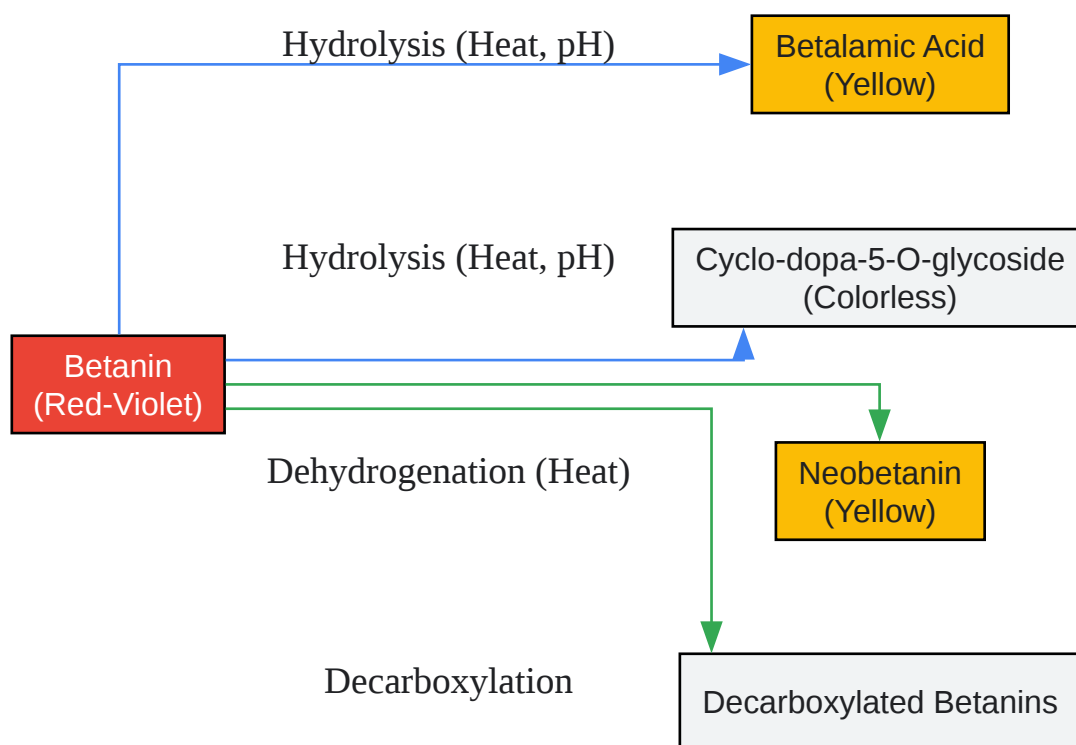 Hydrolysis (Heat, pH)
Betalamic Acid
(Yellow)
Hydrolysis (Heat, pH)
Cyclo-dopa-5-O-glycoside
(Colorless)
Betanin
(Red-Violet)
Dehydrogenation (Heat)
Neobetanin
(Yellow)
Decarboxylation
Decarboxylated Betanins